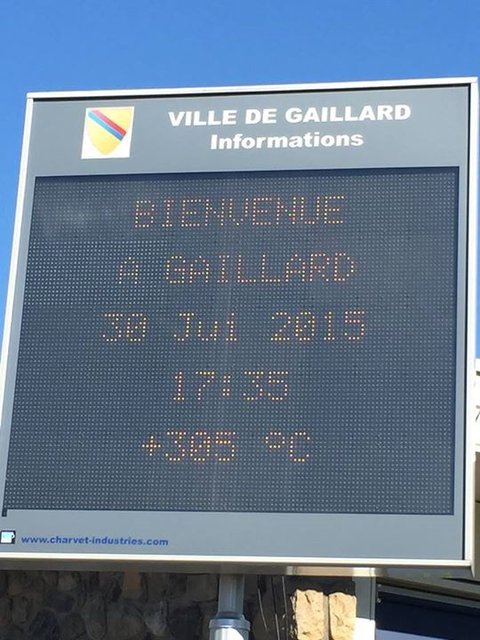 VILLE DE GAILLARD
Informations
BIENVENUE
A GAILLARD
30 Jui 2015
17:35
+305 °C
www.charvet-industries.com